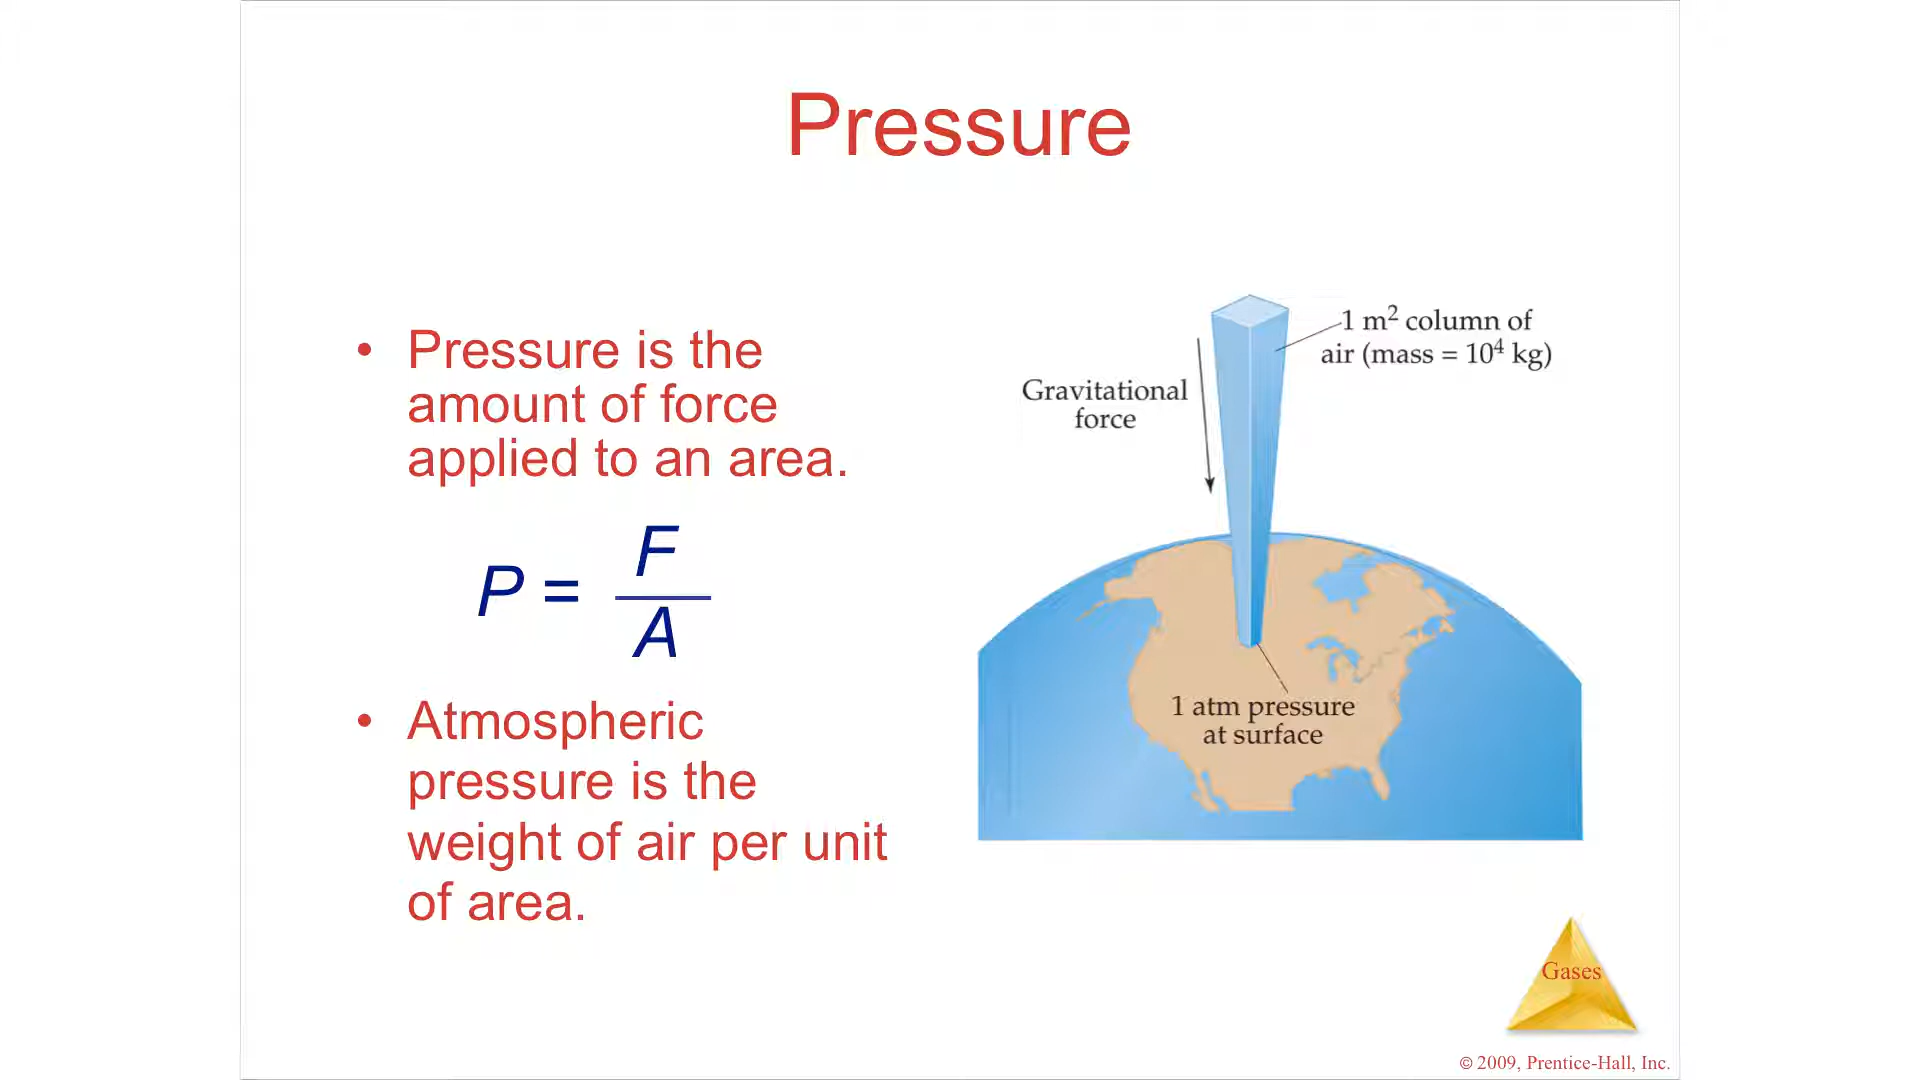 Pressure
• Pressure is the
amount of force
applied to an area.
P = F/A
• Atmospheric
pressure is the
weight of air per unit
of area.
1 m² column of
air (mass = 10⁴ kg)
Gravitational
force
1 atm pressure
at surface
Gases
© 2009, Prentice-Hall, Inc.